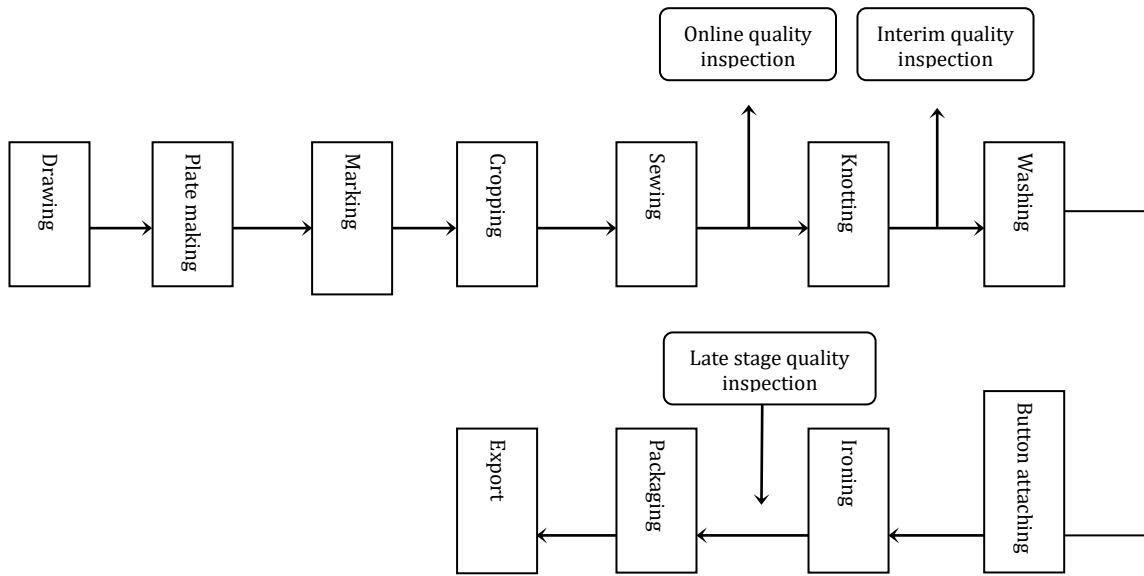 Online quality
inspection
Interim quality
inspection
Drawing
Plate making
Marking
Cropping
Sewing
Knotting
Washing
Late stage quality
inspection
Export
Packaging
Ironing
Button attaching